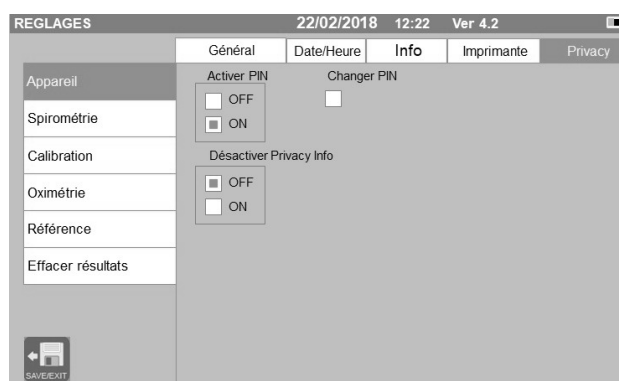 REGLAGES 22/02/2018 12:22 Ver 4.2
Général Date/Heure Info Imprimante Privacy
Appareil
Spirométrie
Calibration
Oximétrie
Référence
Effacer résultats
Activer PIN Changer PIN
OFF
ON
Désactiver Privacy Info
OFF
ON
SAVE/EXIT